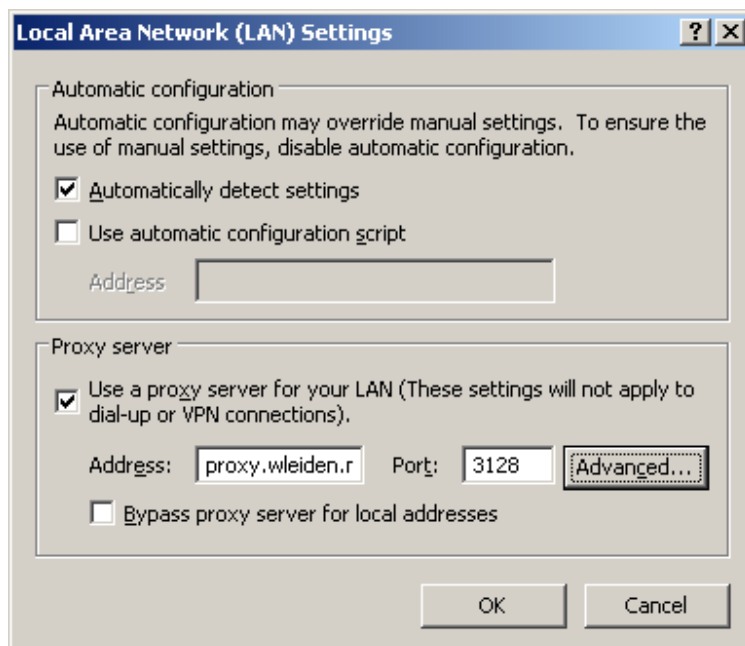 Local Area Network (LAN) Settings
Automatic configuration
Automatic configuration may override manual settings. To ensure the
use of manual settings, disable automatic configuration.
Automatically detect settings
Use automatic configuration script
Address
Proxy server
Use a proxy server for your LAN (These settings will not apply to
dial-up or VPN connections).
Address: proxy.wleiden.r Port: 3128 Advanced...
Bypass proxy server for local addresses
OK Cancel